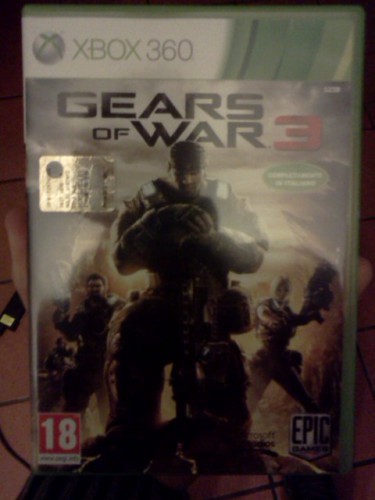 XBOX 360
GEARS
OF WAR 3
COMPLETAMENTE
IN ITALIANO
18
EPIC
GAMES